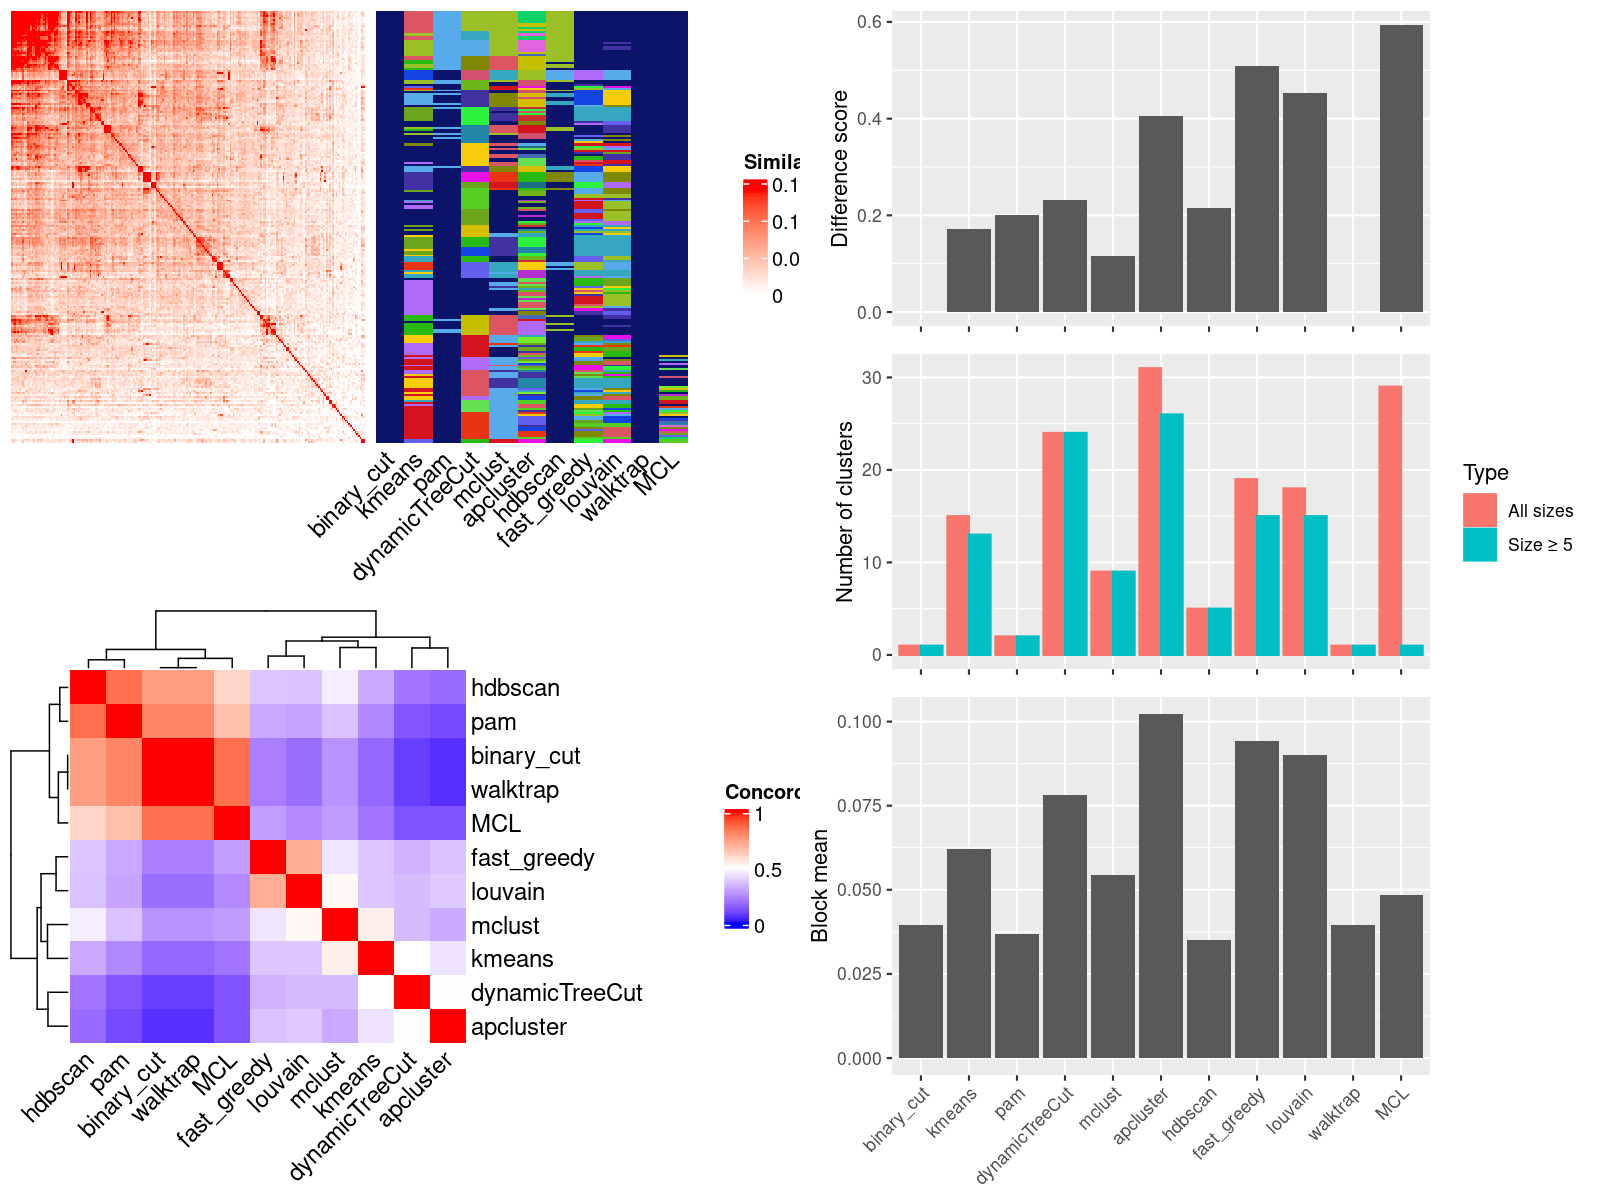 Simila
0.1
0.1
0.0
0
binary_cut
kmeans
pam
dynamicTreeCut
mclust
apcluster
hdbscan
fast_greedy
louvain
walktrap
MCL
hdbscan
pam
binary_cut
walktrap
MCL
fast_greedy
louvain
mclust
kmeans
dynamicTreeCut
apcluster
hdbscan
pam
binary_cut
walktrap
MCL
fast_greedy
louvain
mclust
kmeans
dynamicTreeCut
apcluster
Concord
1
0.5
0
Difference score
0.6
0.4
0.2
0.0
Number of clusters
30
20
10
0
Type
All sizes
Size ≥ 5
Block mean
0.100
0.075
0.050
0.025
0.000
binary_cut
kmeans
pam
dynamicTreeCut
mclust
apcluster
hdbscan
fast_greedy
louvain
walktrap
MCL